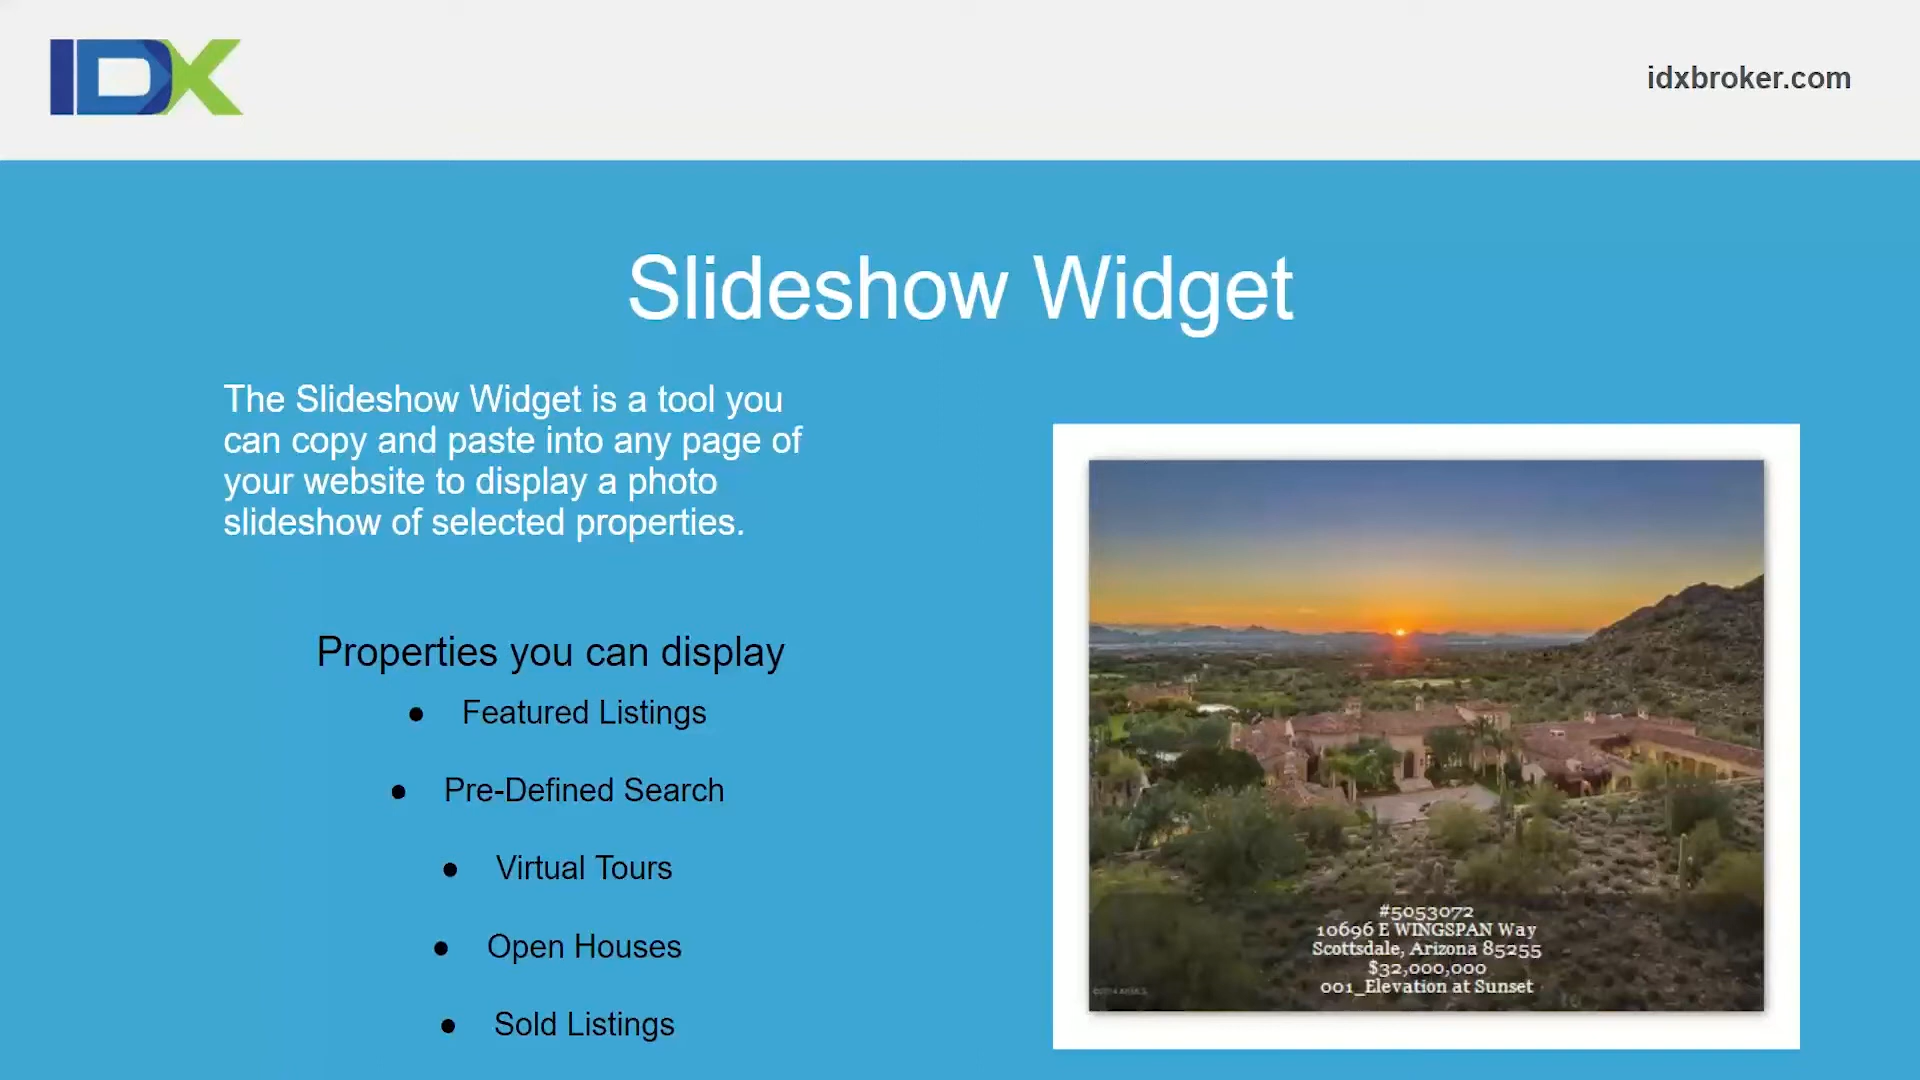 IDX
idxbroker.com
Slideshow Widget
The Slideshow Widget is a tool you
can copy and paste into any page of
your website to display a photo
slideshow of selected properties.
Properties you can display
● Featured Listings
● Pre-Defined Search
● Virtual Tours
● Open Houses
● Sold Listings
#5053072
10696 E WINGSPAN Way
Scottsdale, Arizona 85255
$32,000,000
001_Elevation at Sunset